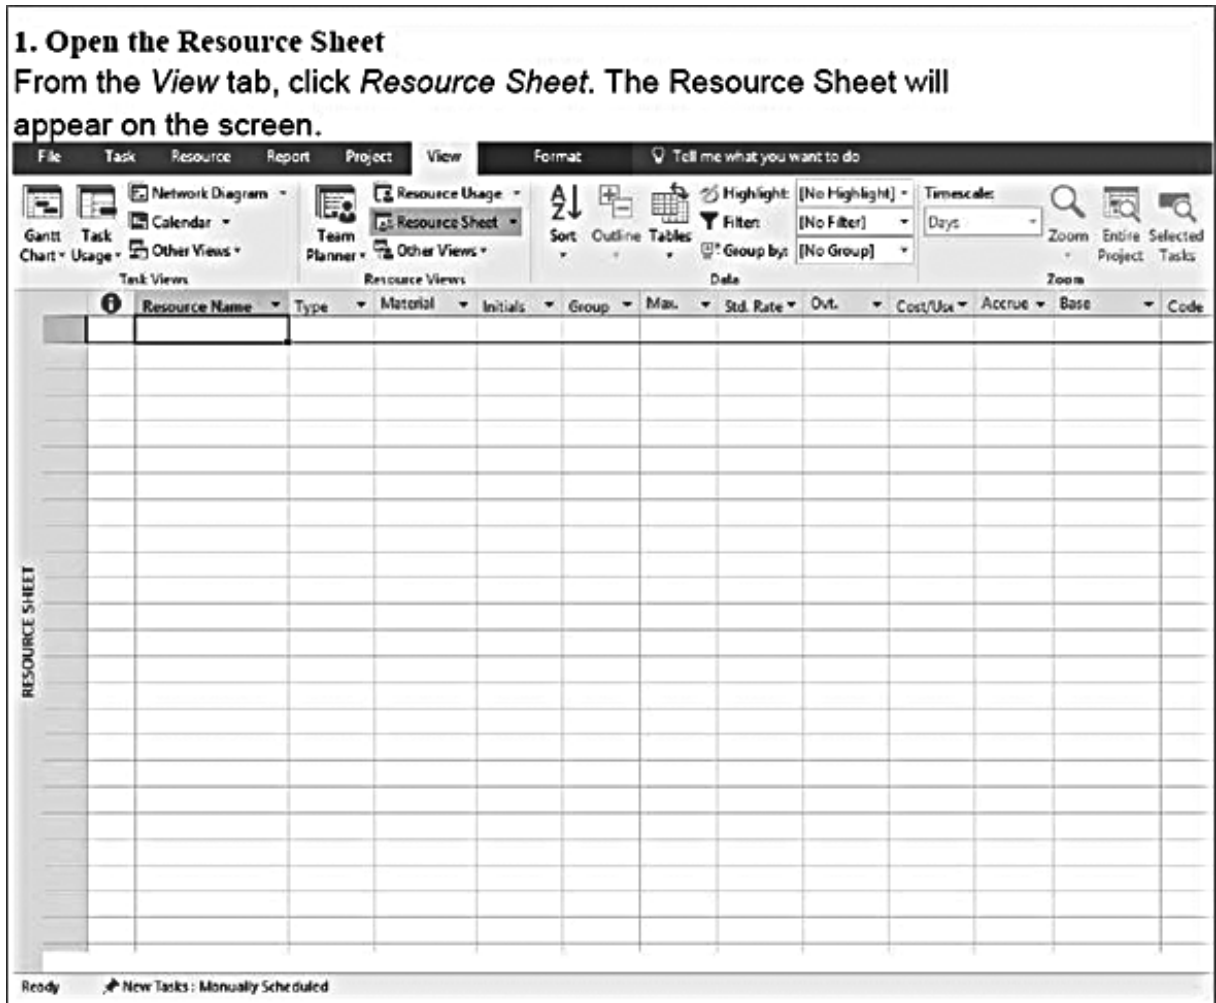 1. Open the Resource Sheet
From the View tab, click Resource Sheet. The Resource Sheet will
appear on the screen.
File Task Resource Report Project View Format Tell me what you want to do
Network Diagram Resource Usage Highlight: [No Highlight] Timescale:
Calendar Resource Sheet Filter: [No Filter] Days
Gantt Chart Task Usage Other Views Team Planner Other Views Sort Outline Tables Group by: [No Group] Zoom Entire Project Selected Tasks
Task Views Resource Views Data Zoom
Resource Name Type Material Initials Group Max. Std. Rate Ovt. Cost/Use Accrue Base Code
RESOURCE SHEET
Ready New Tasks : Manually Scheduled